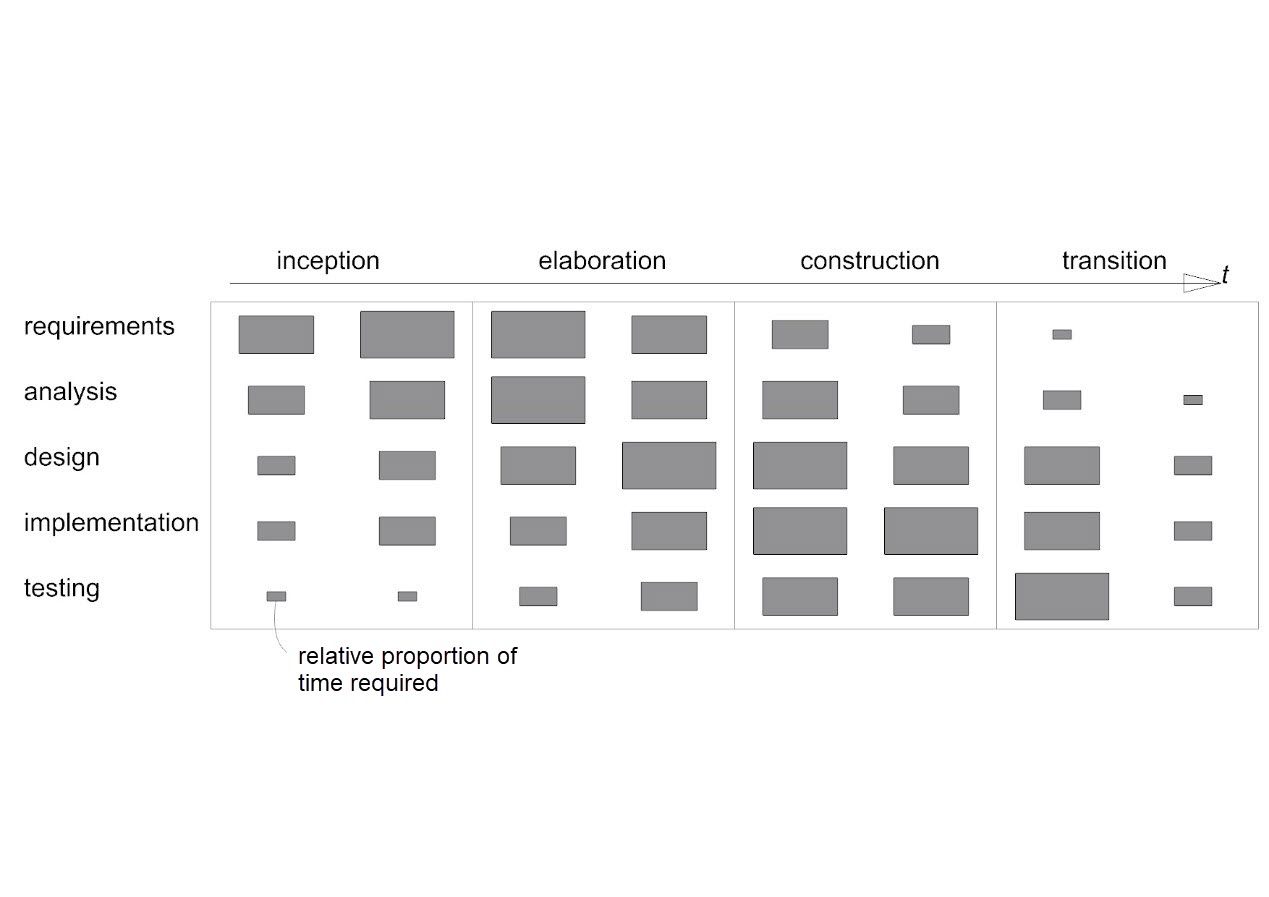 inception elaboration construction transition
t
requirements
analysis
design
implementation
testing
relative proportion of
time required